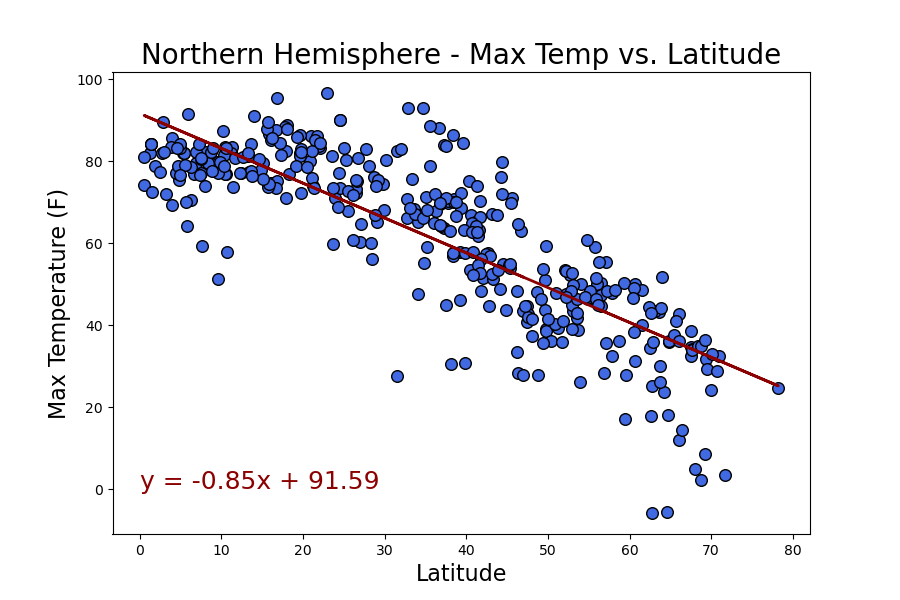 Northern Hemisphere - Max Temp vs. Latitude
Max Temperature (F)
100
80
60
40
20
0
y = -0.85x + 91.59
0 10 20 30 40 50 60 70 80
Latitude